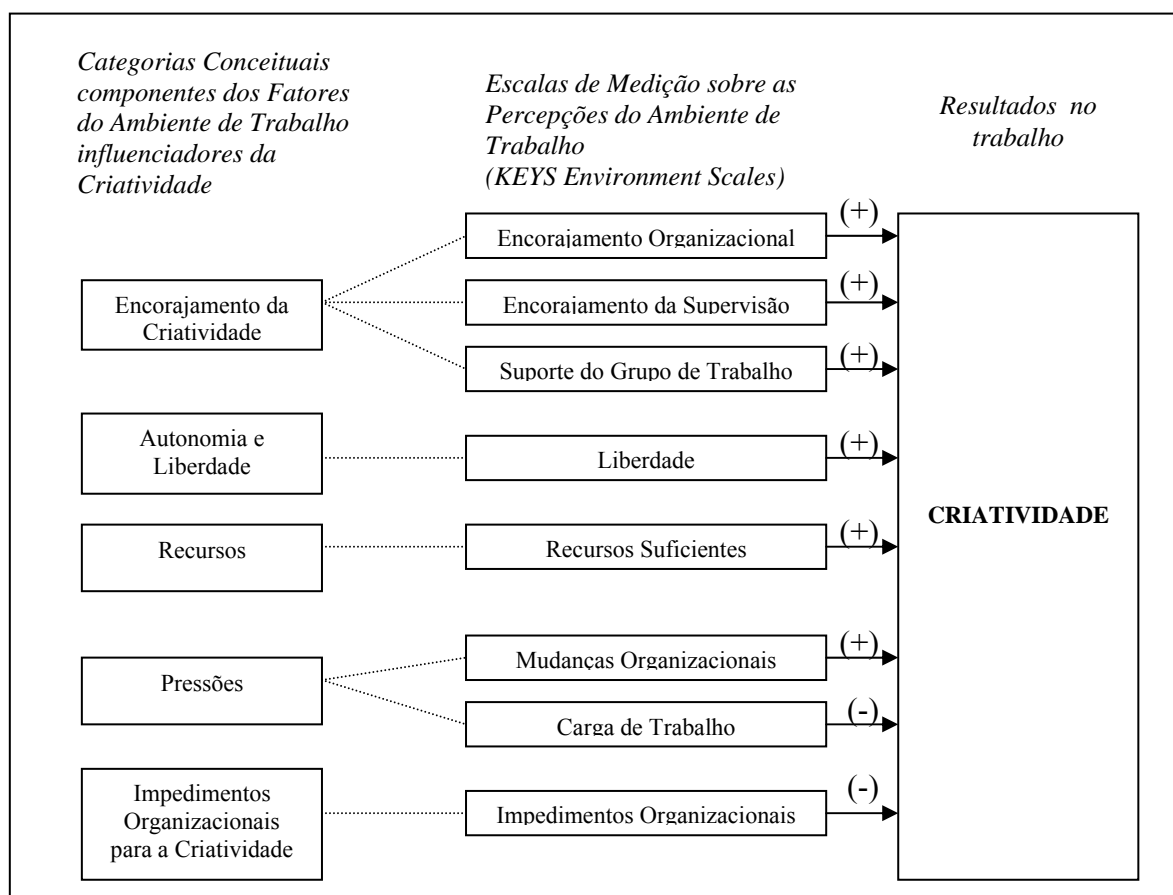 Categorias Conceituais
componentes dos Fatores
do Ambiente de Trabalho
influenciadores da
Criatividade
Escalas de Medição sobre as
Percepções do Ambiente de
Trabalho
(KEYS Environment Scales)
Resultados no
trabalho
Encorajamento da
Criatividade
Encorajamento Organizacional
(+)
Encorajamento da Supervisão
(+)
Suporte do Grupo de Trabalho
(+)
Autonomia e
Liberdade
Liberdade
(+)
CRIATIVIDADE
Recursos
Recursos Suficientes
(+)
Pressões
Mudanças Organizacionais
(+)
Carga de Trabalho
(-)
Impedimentos
Organizacionais
para a Criatividade
Impedimentos Organizacionais
(-)